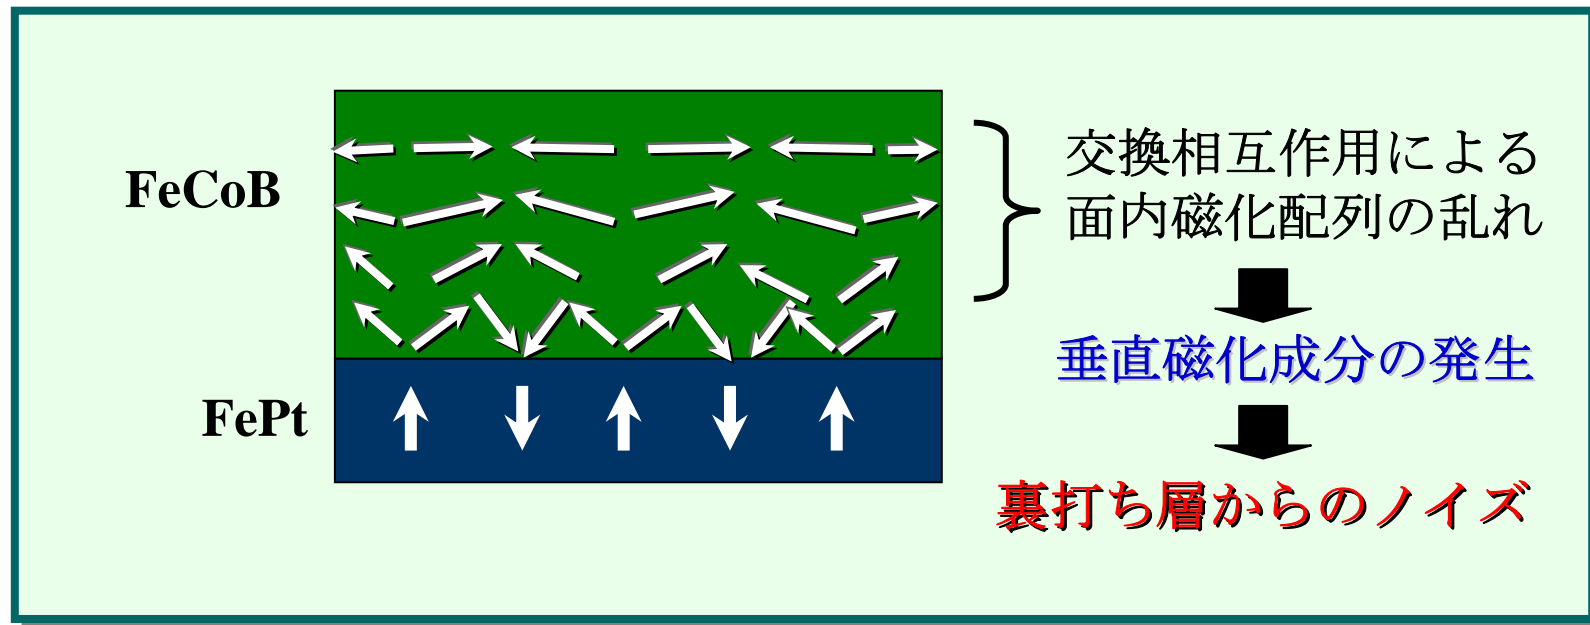 FeCoB
FePt
交換相互作用による
面内磁化配列の乱れ
垂直磁化成分の発生
裏打ち層からのノイズ